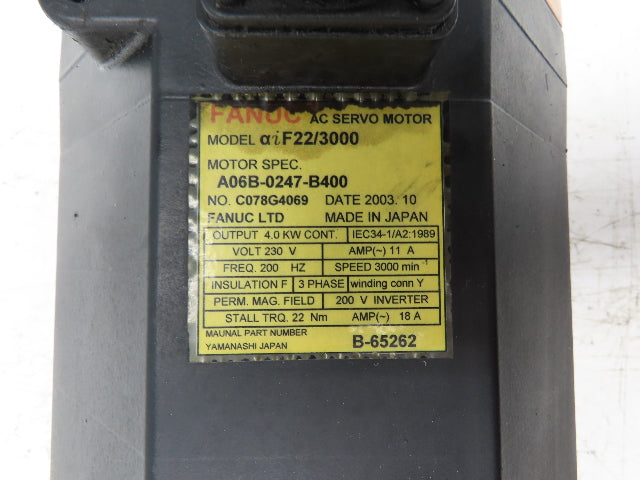 FANUC AC SERVO MOTOR
MODEL αiF22/3000
MOTOR SPEC.
A06B-0247-B400
NO. C078G4069 DATE 2003. 10
FANUC LTD MADE IN JAPAN
OUTPUT 4.0 KW CONT. IEC34-1/A2:1989
VOLT 230 V AMP(~) 11 A
FREQ. 200 HZ SPEED 3000 min⁻¹
INSULATION F 3 PHASE winding conn Y
PERM. MAG. FIELD 200 V INVERTER
STALL TRQ. 22 Nm AMP(~) 18 A
MAUNAL PART NUMBER
YAMANASHI JAPAN B-65262